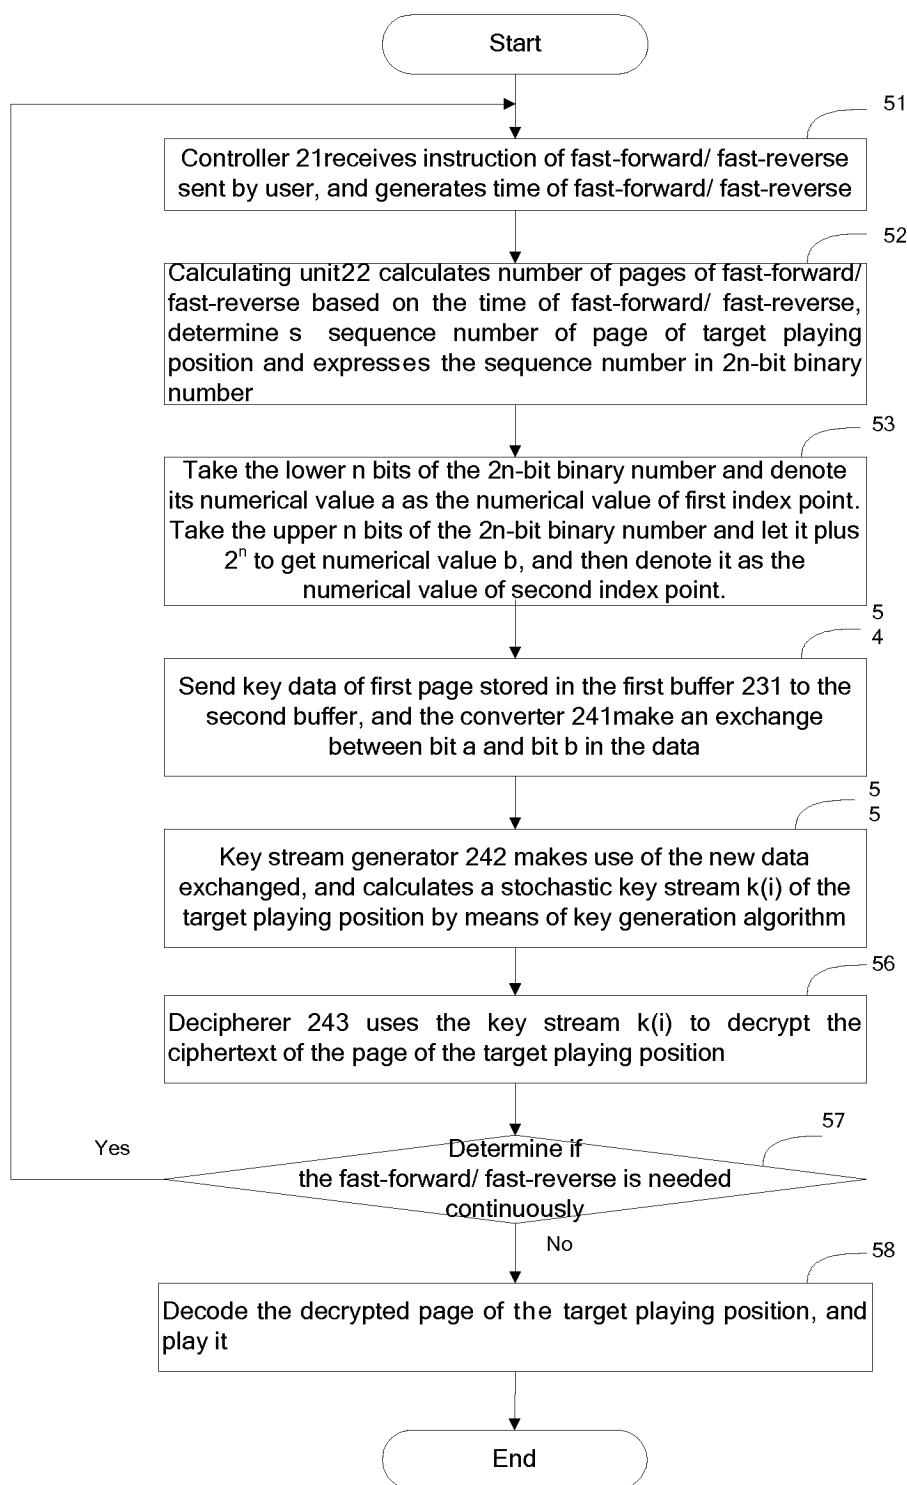 Start
51
Controller 21receives instruction of fast-forward/ fast-reverse
sent by user, and generates time of fast-forward/ fast-reverse
52
Calculating unit22 calculates number of pages of fast-forward/
fast-reverse based on the time of fast-forward/ fast-reverse,
determine s sequence number of page of target playing
position and expresses the sequence number in 2n-bit binary
number
53
Take the lower n bits of the 2n-bit binary number and denote
its numerical value a as the numerical value of first index point.
Take the upper n bits of the 2n-bit binary number and let it plus
2ⁿ to get numerical value b, and then denote it as the
numerical value of second index point.
5
4
Send key data of first page stored in the first buffer 231 to the
second buffer, and the converter 241make an exchange
between bit a and bit b in the data
5
5
Key stream generator 242 makes use of the new data
exchanged, and calculates a stochastic key stream k(i) of the
target playing position by means of key generation algorithm
56
Decipherer 243 uses the key stream k(i) to decrypt the
ciphertext of the page of the target playing position
57
Yes
Determine if
the fast-forward/ fast-reverse is needed
continuously
No
58
Decode the decrypted page of the target playing position, and
play it
End